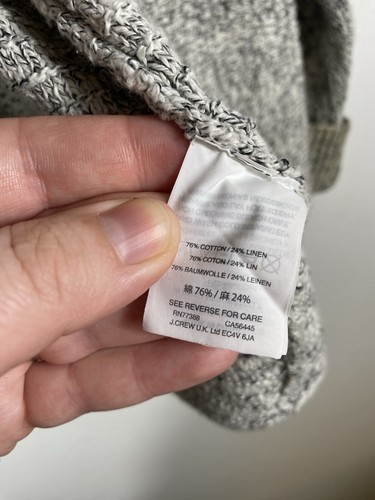 76% COTTON / 24% LINEN
76% COTON / 24% LIN
76% BAUMWOLLE / 24% LEINEN
綿 76% / 麻 24%
SEE REVERSE FOR CARE
RN77388 CA56445
J.CREW U.K. Ltd EC4V 6JA